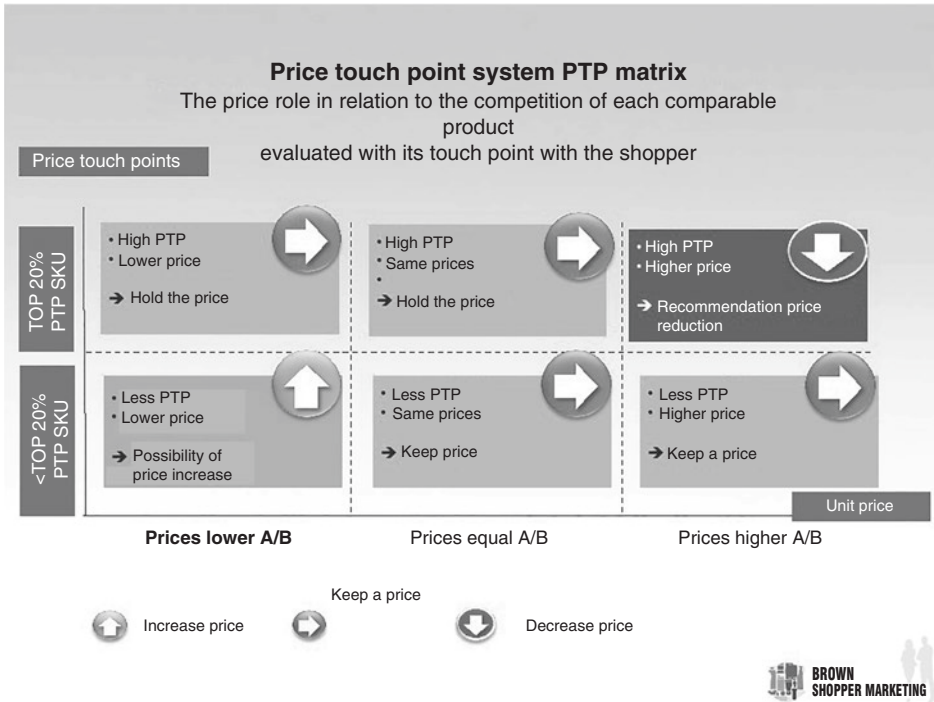 Price touch point system PTP matrix
The price role in relation to the competition of each comparable
product
evaluated with its touch point with the shopper
Price touch points
TOP 20%
PTP SKU
• High PTP
• Lower price
➔ Hold the price
• High PTP
• Same prices
•
➔ Hold the price
• High PTP
• Higher price
➔ Recommendation price
reduction
<TOP 20%
PTP SKU
• Less PTP
• Lower price
➔ Possibility of
price increase
• Less PTP
• Same prices
➔ Keep price
• Less PTP
• Higher price
➔ Keep a price
Unit price
Prices lower A/B
Prices equal A/B
Prices higher A/B
Keep a price
Increase price
Decrease price
BROWN
SHOPPER MARKETING